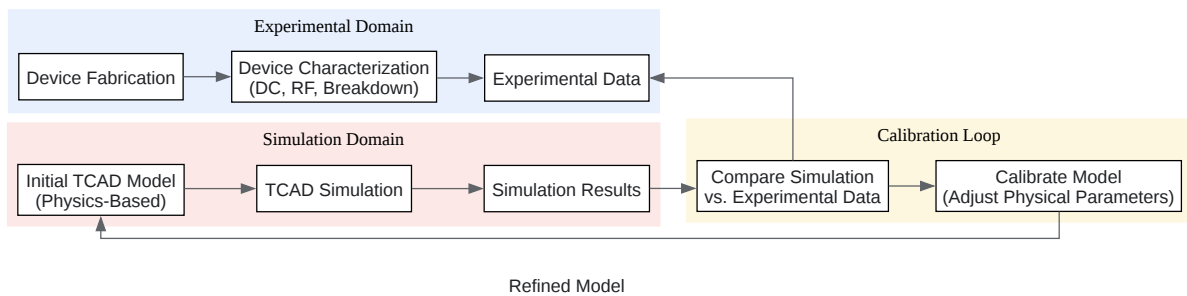 Experimental Domain
Device Fabrication
Device Characterization
(DC, RF, Breakdown)
Experimental Data
Simulation Domain
Initial TCAD Model
(Physics-Based)
TCAD Simulation
Simulation Results
Calibration Loop
Compare Simulation
vs. Experimental Data
Calibrate Model
(Adjust Physical Parameters)
Refined Model